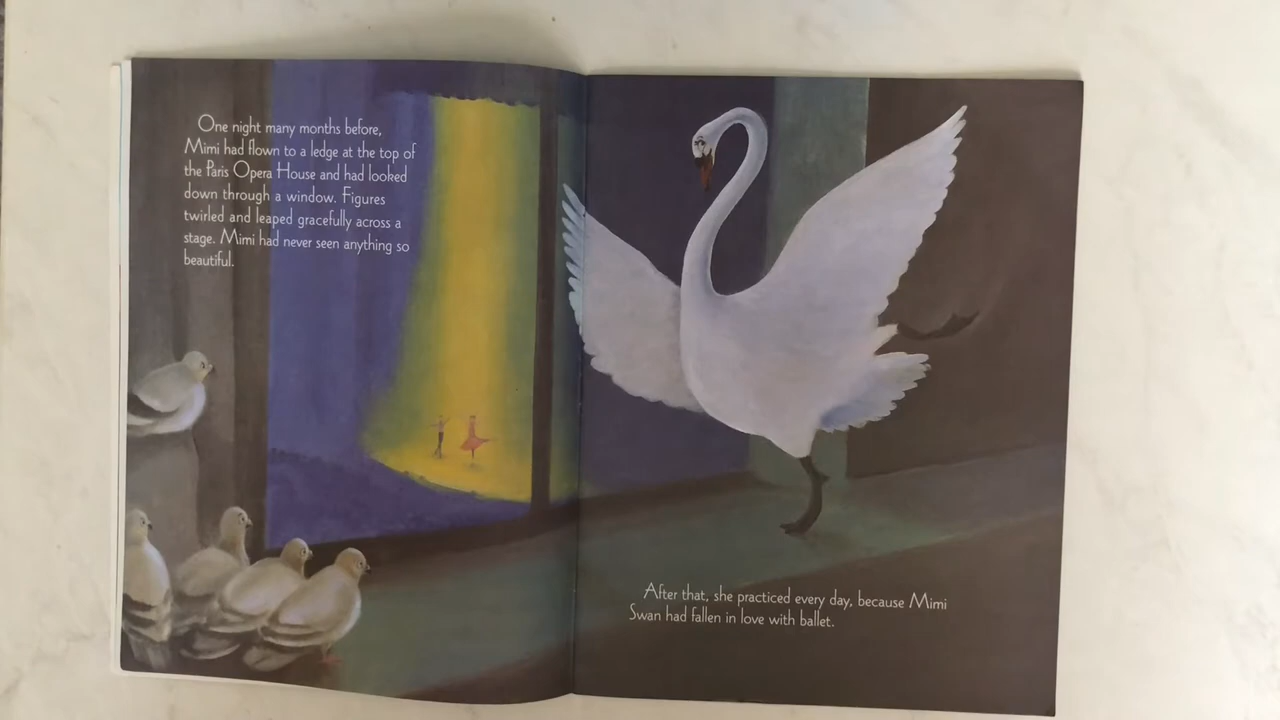 One night many months before,
Mimi had flown to a ledge at the top of
the Paris Opera House and had looked
down through a window. Figures
twirled and leaped gracefully across a
stage. Mimi had never seen anything so
beautiful.
After that, she practiced every day, because Mimi
Swan had fallen in love with ballet.